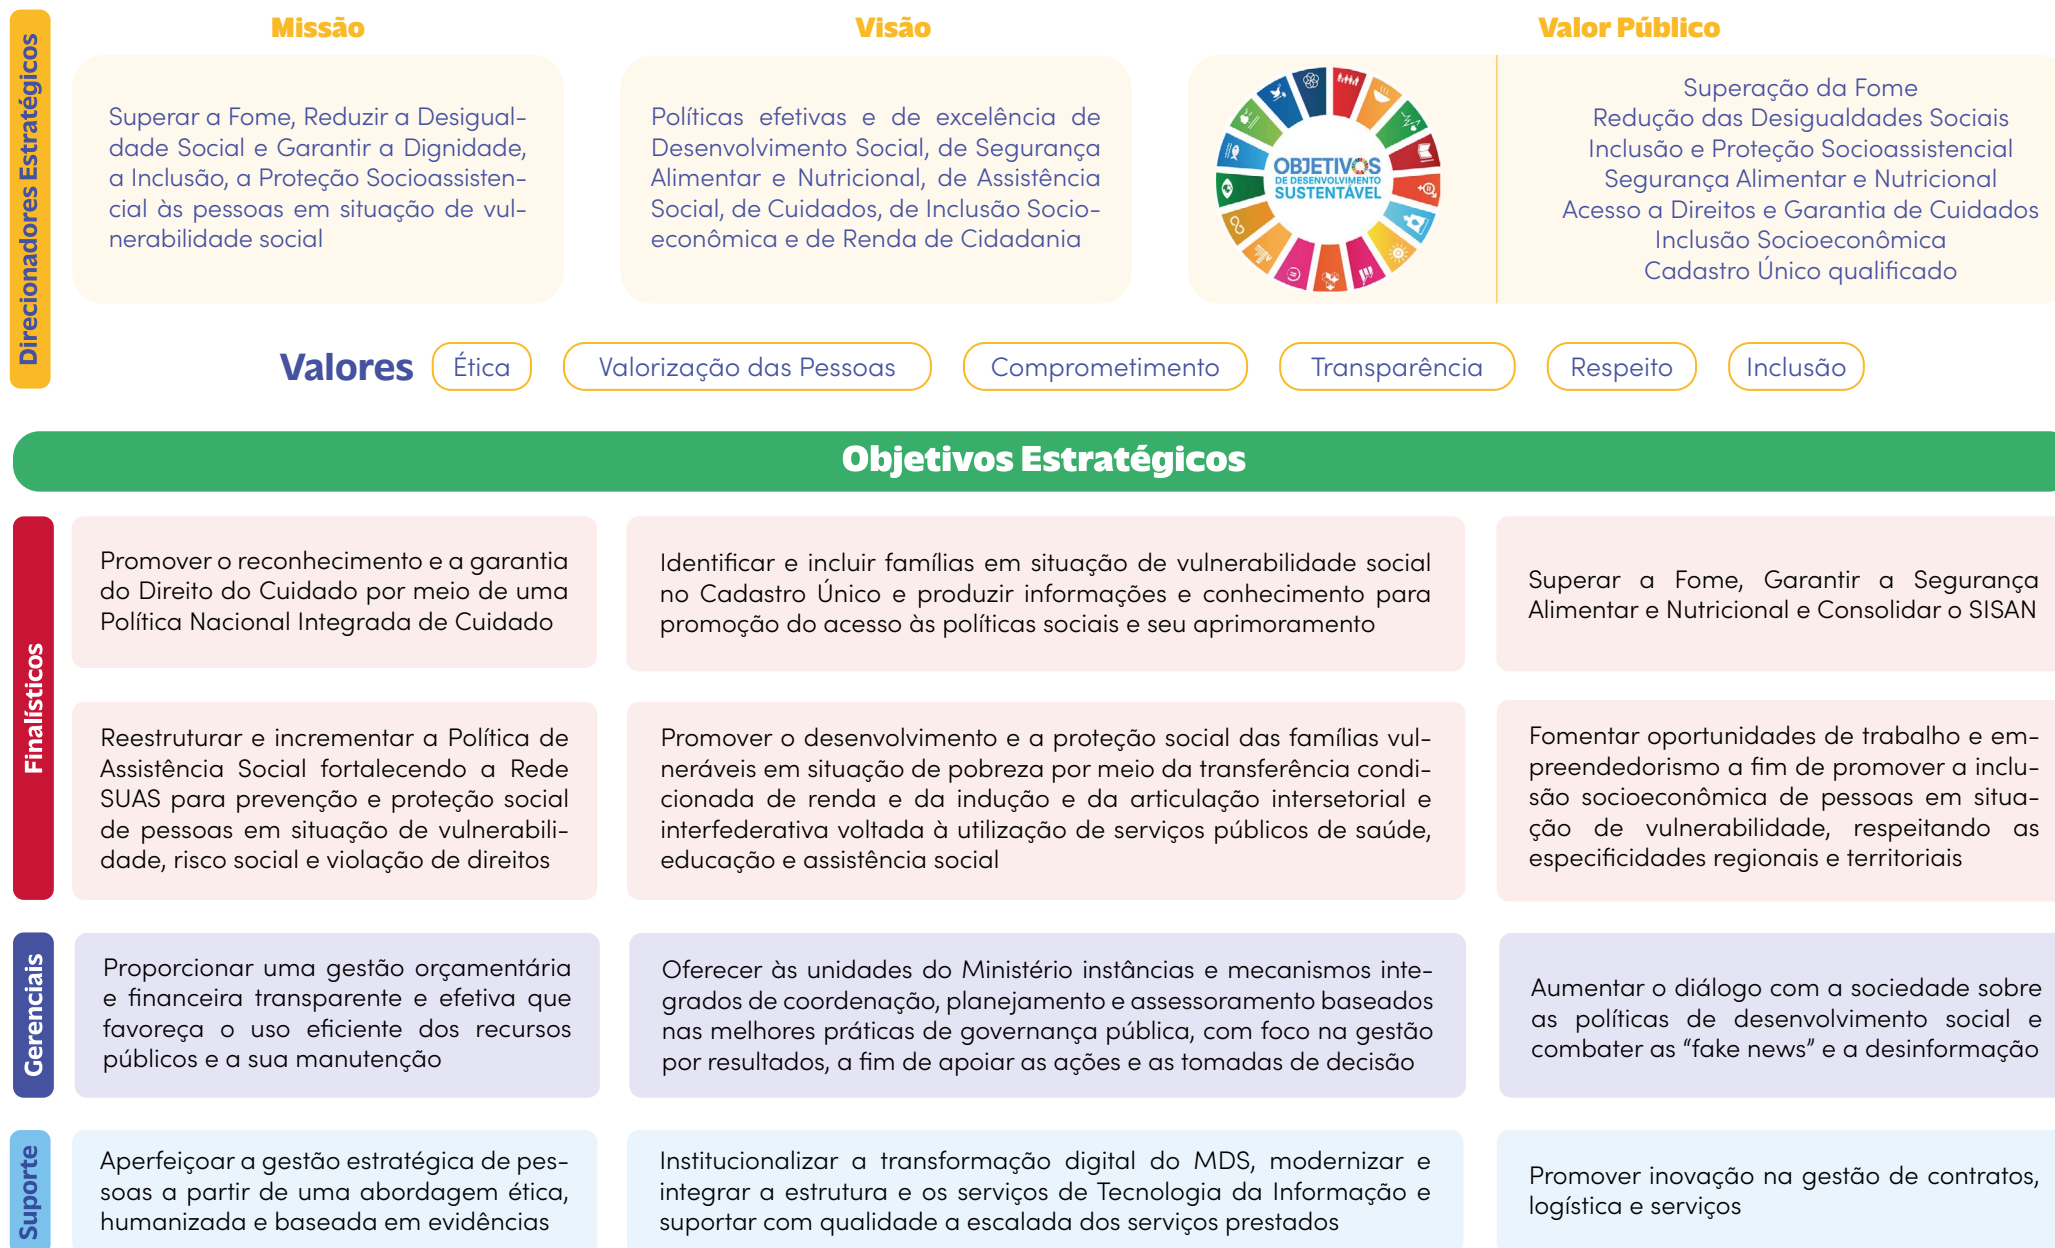 Direcionadores Estratégicos
Missão
Superar a Fome, Reduzir a Desigual-
dade Social e Garantir a Dignidade,
a Inclusão, a Proteção Socioassisten-
cial às pessoas em situação de vul-
nerabilidade social
Visão
Políticas efetivas e de excelência de
Desenvolvimento Social, de Segurança
Alimentar e Nutricional, de Assistência
Social, de Cuidados, de Inclusão Socio-
econômica e de Renda de Cidadania
Valor Público
OBJETIVOS
DE DESENVOLVIMENTO
SUSTENTÁVEL
Superação da Fome
Redução das Desigualdades Sociais
Inclusão e Proteção Socioassistencial
Segurança Alimentar e Nutricional
Acesso a Direitos e Garantia de Cuidados
Inclusão Socioeconômica
Cadastro Único qualificado
Valores
Ética
Valorização das Pessoas
Comprometimento
Transparência
Respeito
Inclusão
Objetivos Estratégicos
Finalísticos
Promover o reconhecimento e a garantia
do Direito do Cuidado por meio de uma
Política Nacional Integrada de Cuidado
Identificar e incluir famílias em situação de vulnerabilidade social
no Cadastro Único e produzir informações e conhecimento para
promoção do acesso às políticas sociais e seu aprimoramento
Superar a Fome, Garantir a Segurança
Alimentar e Nutricional e Consolidar o SISAN
Reestruturar e incrementar a Política de
Assistência Social fortalecendo a Rede
SUAS para prevenção e proteção social
de pessoas em situação de vulnerabili-
dade, risco social e violação de direitos
Promover o desenvolvimento e a proteção social das famílias vul-
neráveis em situação de pobreza por meio da transferência condi-
cionada de renda e da indução e da articulação intersetorial e
interfederativa voltada à utilização de serviços públicos de saúde,
educação e assistência social
Fomentar oportunidades de trabalho e em-
preendedorismo a fim de promover a inclu-
são socioeconômica de pessoas em situa-
ção de vulnerabilidade, respeitando as
especificidades regionais e territoriais
Gerenciais
Proporcionar uma gestão orçamentária
e financeira transparente e efetiva que
favoreça o uso eficiente dos recursos
públicos e a sua manutenção
Oferecer às unidades do Ministério instâncias e mecanismos inte-
grados de coordenação, planejamento e assessoramento baseados
nas melhores práticas de governança pública, com foco na gestão
por resultados, a fim de apoiar as ações e as tomadas de decisão
Aumentar o diálogo com a sociedade sobre
as políticas de desenvolvimento social e
combater as “fake news” e a desinformação
Suporte
Aperfeiçoar a gestão estratégica de pes-
soas a partir de uma abordagem ética,
humanizada e baseada em evidências
Institucionalizar a transformação digital do MDS, modernizar e
integrar a estrutura e os serviços de Tecnologia da Informação e
suportar com qualidade a escalada dos serviços prestados
Promover inovação na gestão de contratos,
logística e serviços